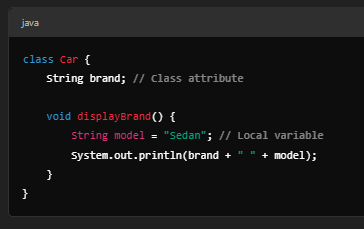 java
class Car {
    String brand; // Class attribute

    void displayBrand() {
        String model = "Sedan"; // Local variable
        System.out.println(brand + " " + model);
    }
}